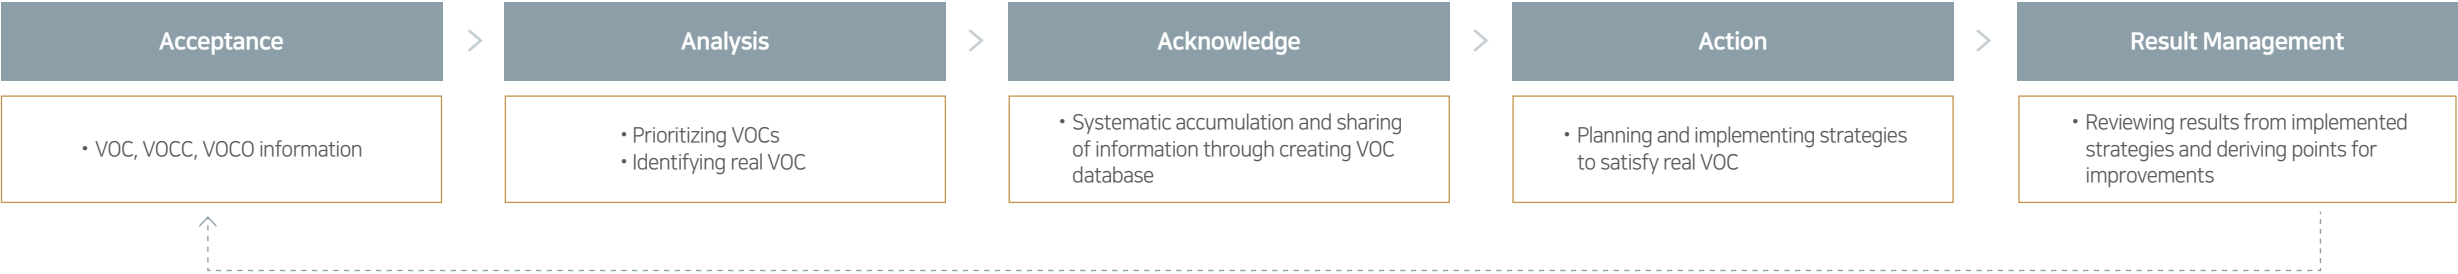 Acceptance
Analysis
Acknowledge
Action
Result Management
• VOC, VOCC, VOCO information
• Prioritizing VOCs
• Identifying real VOC
• Systematic accumulation and sharing
of information through creating VOC
database
• Planning and implementing strategies
to satisfy real VOC
• Reviewing results from implemented
strategies and deriving points for
improvements